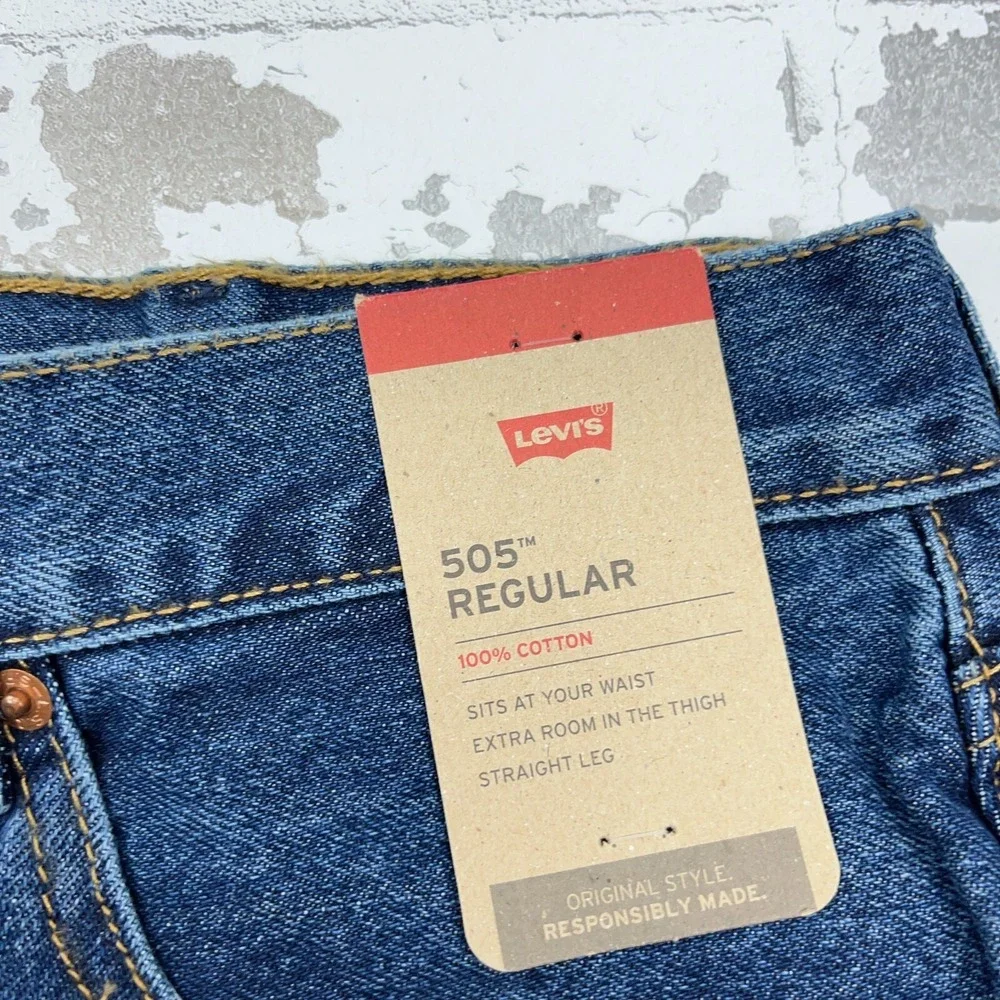 LEVI'S®
505™
REGULAR
100% COTTON
SITS AT YOUR WAIST
EXTRA ROOM IN THE THIGH
STRAIGHT LEG
ORIGINAL STYLE.
RESPONSIBLY MADE.